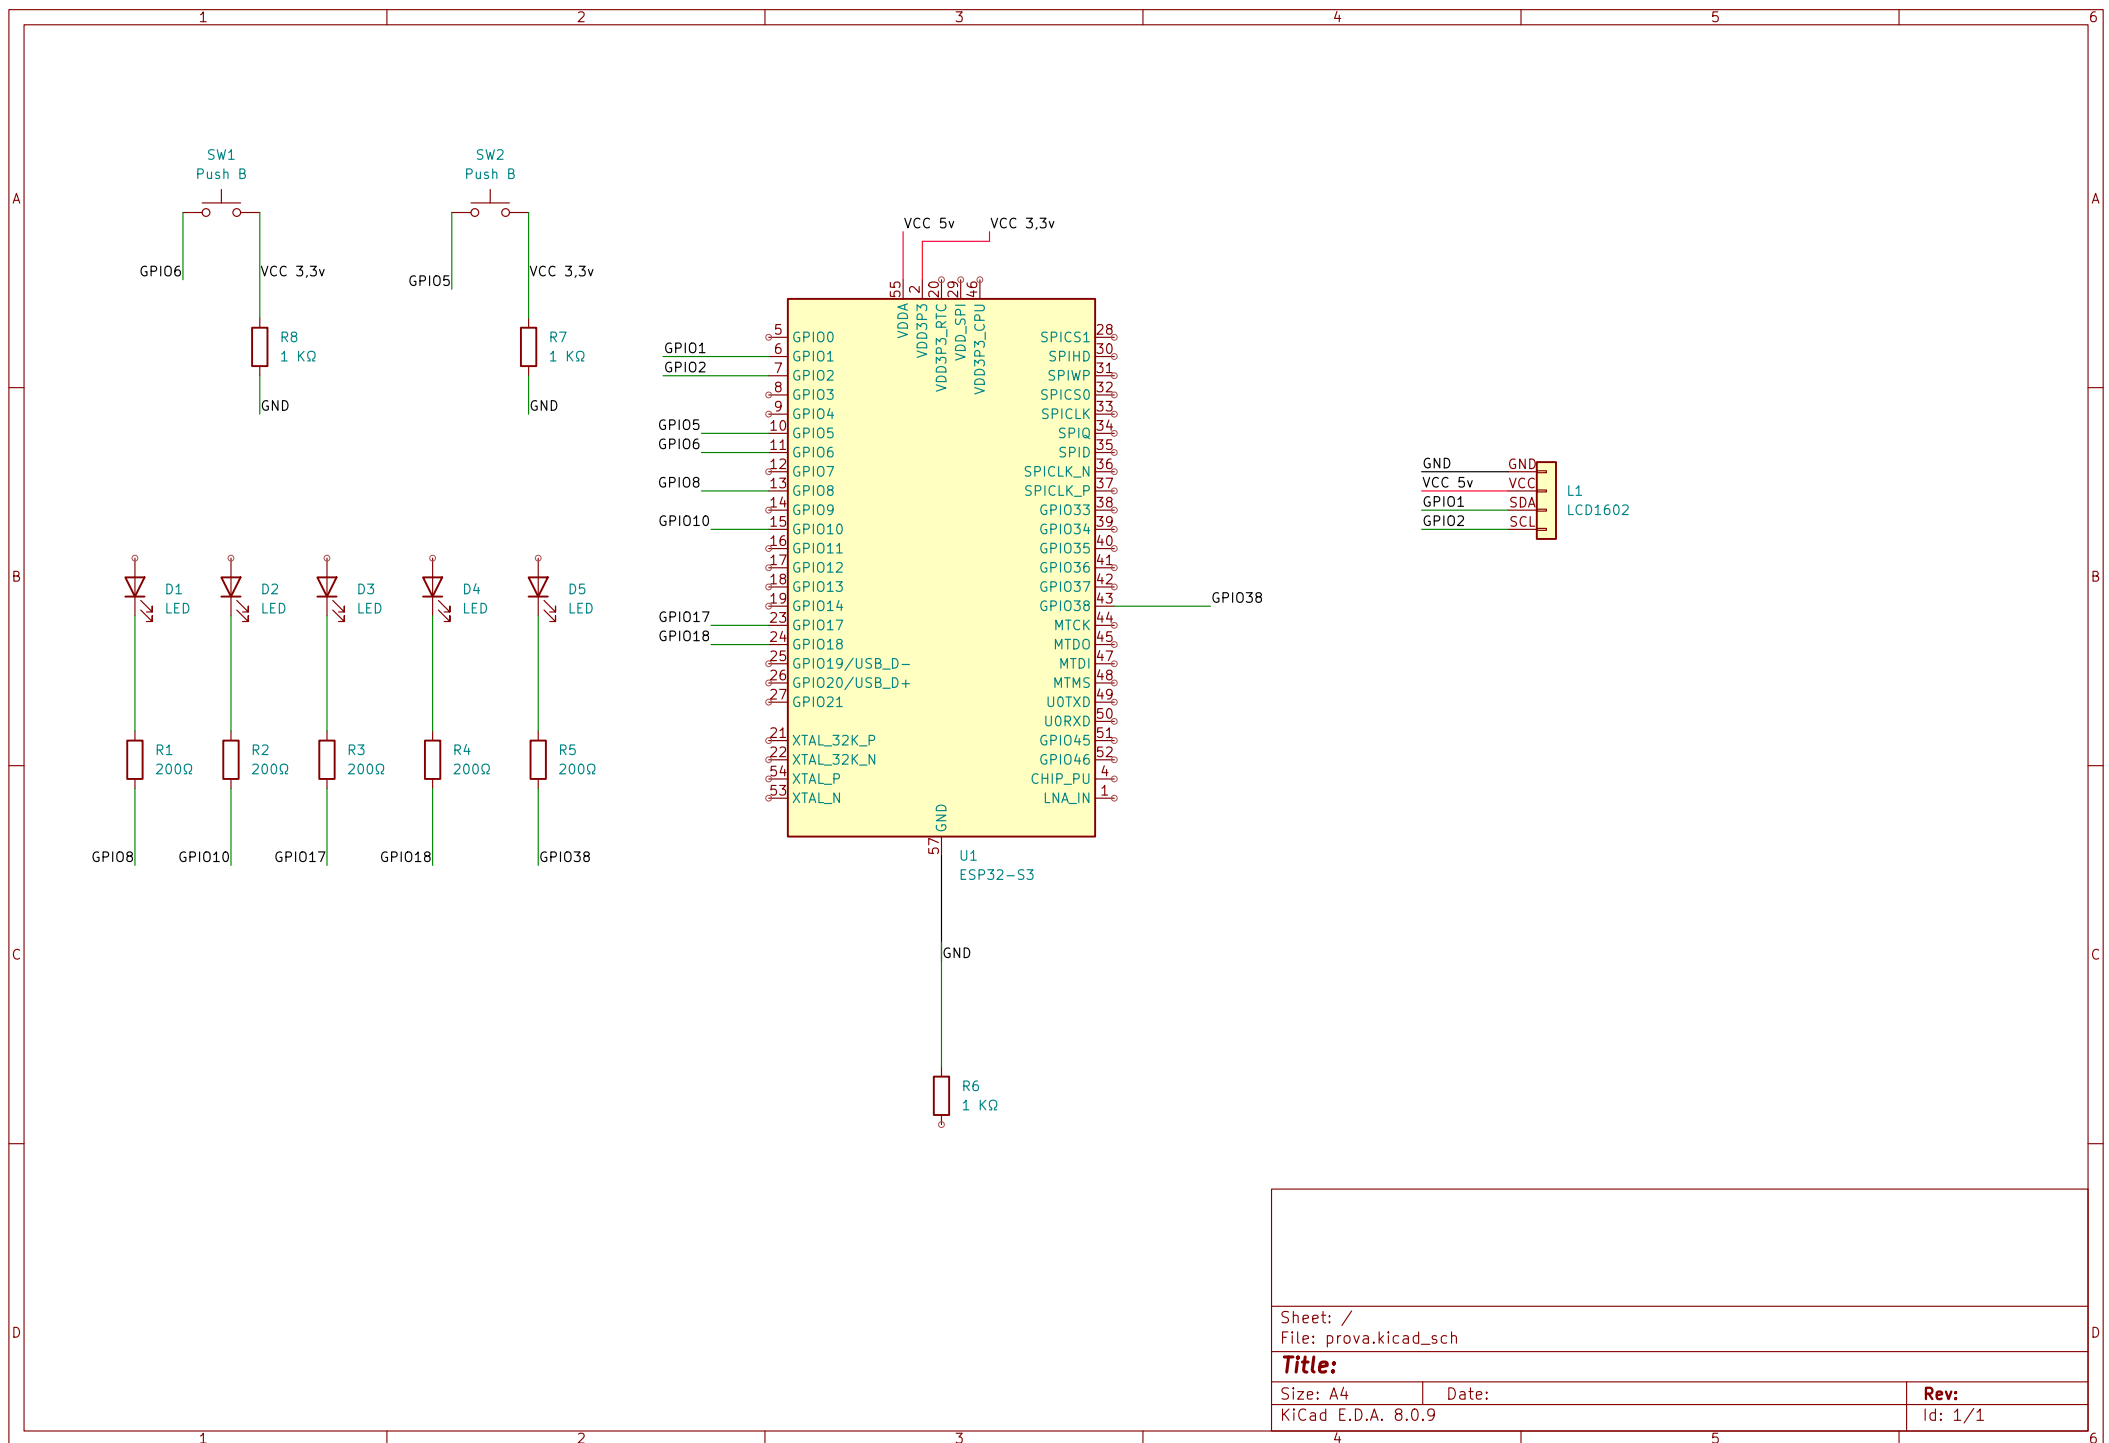 1 2 3 4 5 6
A A
B B
C C
D D
SW1
Push B
GPIO6
VCC 3,3v
R8
1 KΩ
GND
SW2
Push B
GPIO5
VCC 3,3v
R7
1 KΩ
GND
D1
LED
D2
LED
D3
LED
D4
LED
D5
LED
R1
200Ω
R2
200Ω
R3
200Ω
R4
200Ω
R5
200Ω
GPIO8
GPIO10
GPIO17
GPIO18
GPIO38
VCC 5v
VCC 3,3v
55 VDDA
2 VDD3P3
20 VDD3P3_RTC
29 VDD_SPI
46 VDD3P3_CPU
5 GPIO0
GPIO1 6 GPIO1
GPIO2 7 GPIO2
8 GPIO3
9 GPIO4
GPIO5 10 GPIO5
GPIO6 11 GPIO6
12 GPIO7
GPIO8 13 GPIO8
14 GPIO9
GPIO10 15 GPIO10
16 GPIO11
17 GPIO12
18 GPIO13
19 GPIO14
GPIO17 23 GPIO17
GPIO18 24 GPIO18
25 GPIO19/USB_D-
26 GPIO20/USB_D+
27 GPIO21
21 XTAL_32K_P
22 XTAL_32K_N
54 XTAL_P
53 XTAL_N
SPICS1 28
SPIHD 30
SPIWP 31
SPICS0 32
SPICLK 33
SPIQ 34
SPID 35
SPICLK_N 36
SPICLK_P 37
GPIO33 38
GPIO34 39
GPIO35 40
GPIO36 41
GPIO37 42
GPIO38 43 GPIO38
MTCK 44
MTDO 45
MTDI 47
MTMS 48
U0TXD 49
U0RXD 50
GPIO45 51
GPIO46 52
CHIP_PU 4
LNA_IN 1
GND
57
U1
ESP32-S3
GND
R6
1 KΩ
GND GND
VCC 5v VCC
GPIO1 SDA
GPIO2 SCL
L1
LCD1602
Sheet: /
File: prova.kicad_sch
Title:
Size: A4 Date: Rev:
KiCad E.D.A. 8.0.9 Id: 1/1
1 2 3 4 5 6